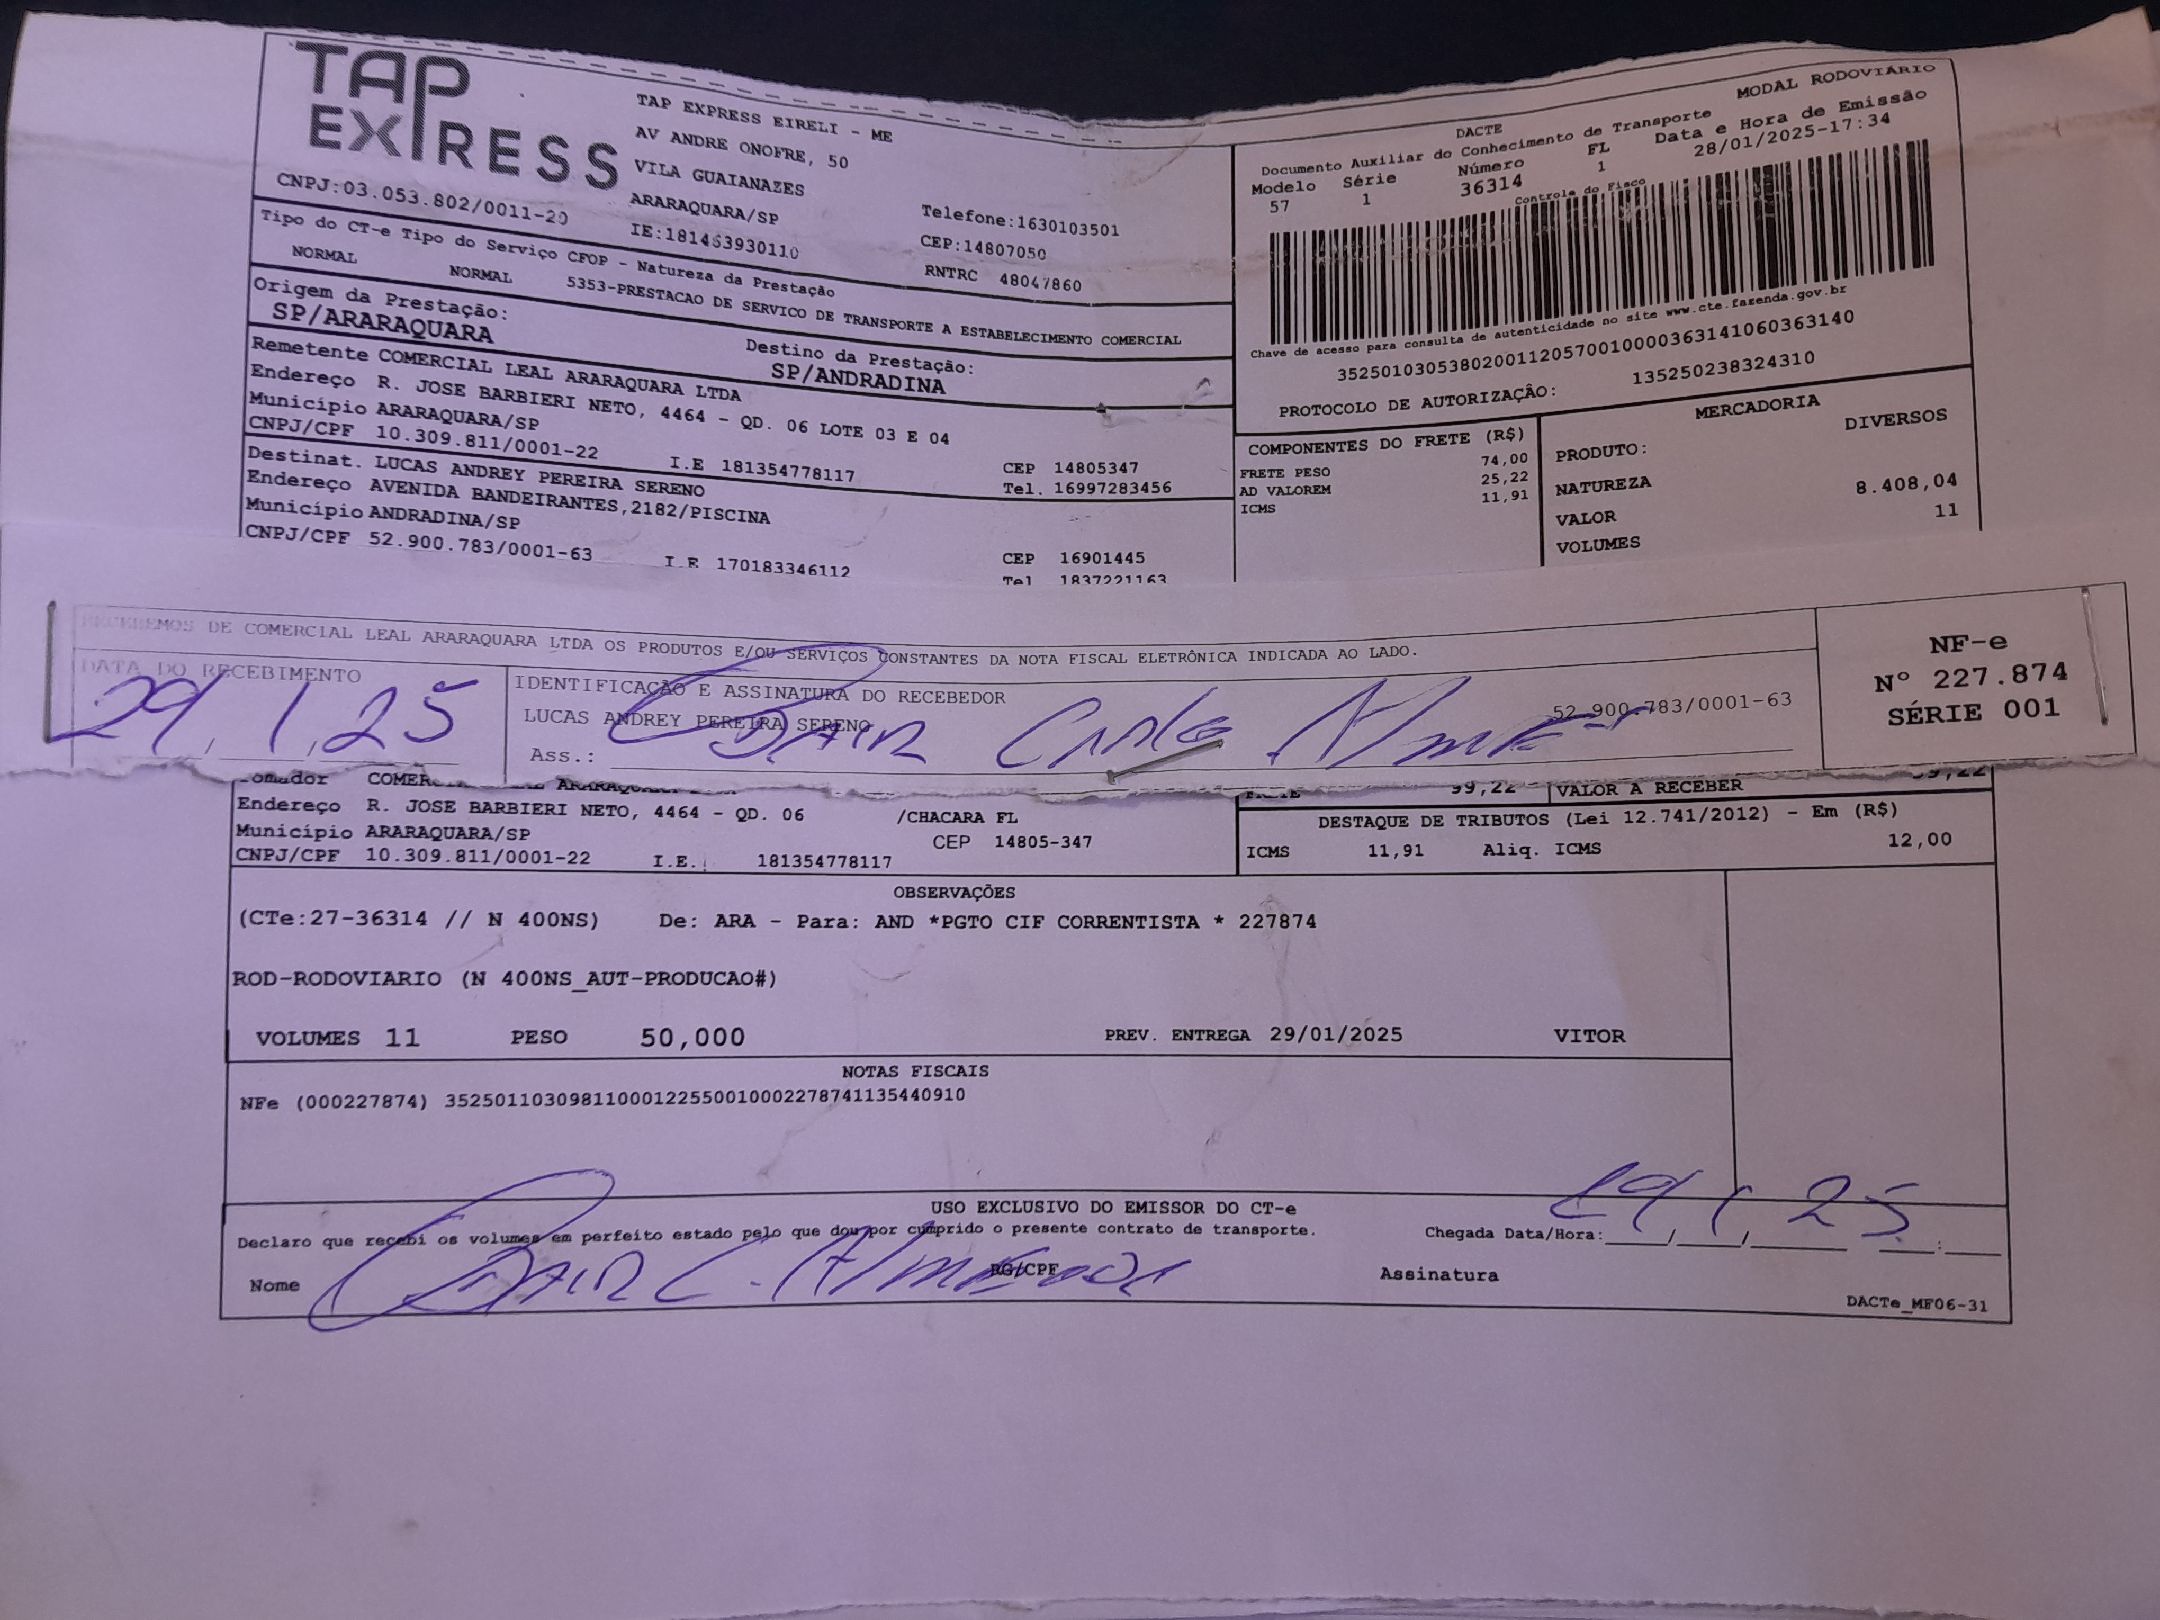 TAP
EXPRESS
CNPJ:03.053.802/0011-20
TAP EXPRESS EIRELI - ME
AV ANDRE ONOFRE, 50
VILA GUAIANAZES
ARARAQUARA/SP
IE:181463930110
Telefone:1630103501
CEP:14807050
RNTRC 48047860
MODAL RODOVIÁRIO
DACTE
Documento Auxiliar do Conhecimento de Transporte
Modelo Série Número FL Data e Hora de Emissão
57 1 36314 1 28/01/2025-17:34
Controle do Fisco
Chave de acesso para consulta de autenticidade no site www.cte.fazenda.gov.br
35250103053802001120570010000363141060363140
PROTOCOLO DE AUTORIZAÇÃO: 135250238324310
Tipo do CT-e Tipo do Serviço CFOP - Natureza da Prestação
NORMAL NORMAL 5353-PRESTACAO DE SERVICO DE TRANSPORTE A ESTABELECIMENTO COMERCIAL
Origem da Prestação:
SP/ARARAQUARA
Destino da Prestação:
SP/ANDRADINA
Remetente COMERCIAL LEAL ARARAQUARA LTDA
Endereço R. JOSE BARBIERI NETO, 4464 - QD. 06 LOTE 03 E 04
Município ARARAQUARA/SP CEP 14805347
CNPJ/CPF 10.309.811/0001-22 I.E 181354778117 Tel. 16997283456
Destinat. LUCAS ANDREY PEREIRA SERENO
Endereço AVENIDA BANDEIRANTES,2182/PISCINA
Município ANDRADINA/SP CEP 16901445
CNPJ/CPF 52.900.783/0001-63 I.E 170183346112 Tel 1837221163
COMPONENTES DO FRETE (R$)
FRETE PESO 74,00
AD VALOREM 25,22
ICMS 11,91
MERCADORIA
PRODUTO: DIVERSOS
NATUREZA
VALOR 8.408,04
VOLUMES 11
RECEBEMOS DE COMERCIAL LEAL ARARAQUARA LTDA OS PRODUTOS E/OU SERVIÇOS CONSTANTES DA NOTA FISCAL ELETRÔNICA INDICADA AO LADO.
DATA DO RECEBIMENTO
29/1/25
IDENTIFICAÇÃO E ASSINATURA DO RECEBEDOR
LUCAS ANDREY PEREIRA SERENO 52.900.783/0001-63
Ass.:
NF-e
Nº 227.874
SÉRIE 001
Tomador COMER
Endereço R. JOSE BARBIERI NETO, 4464 - QD. 06 /CHACARA FL
Município ARARAQUARA/SP CEP 14805-347
CNPJ/CPF 10.309.811/0001-22 I.E. 181354778117
FRETE 99,22 VALOR A RECEBER 99,22
DESTAQUE DE TRIBUTOS (Lei 12.741/2012) - Em (R$)
ICMS 11,91 Aliq. ICMS 12,00
OBSERVAÇÕES
(CTe:27-36314 // N 400NS) De: ARA - Para: AND *PGTO CIF CORRENTISTA * 227874
ROD-RODOVIARIO (N 400NS_AUT-PRODUCAO#)
VOLUMES 11 PESO 50,000 PREV. ENTREGA 29/01/2025 VITOR
NOTAS FISCAIS
NFe (000227874) 35250110309811000122550010002278741135440910
USO EXCLUSIVO DO EMISSOR DO CT-e
Declaro que recebi os volumes em perfeito estado pelo que dou por cumprido o presente contrato de transporte.
Chegada Data/Hora: 29/1/25
Nome RG/CPF Assinatura
DACTe_MF06-31